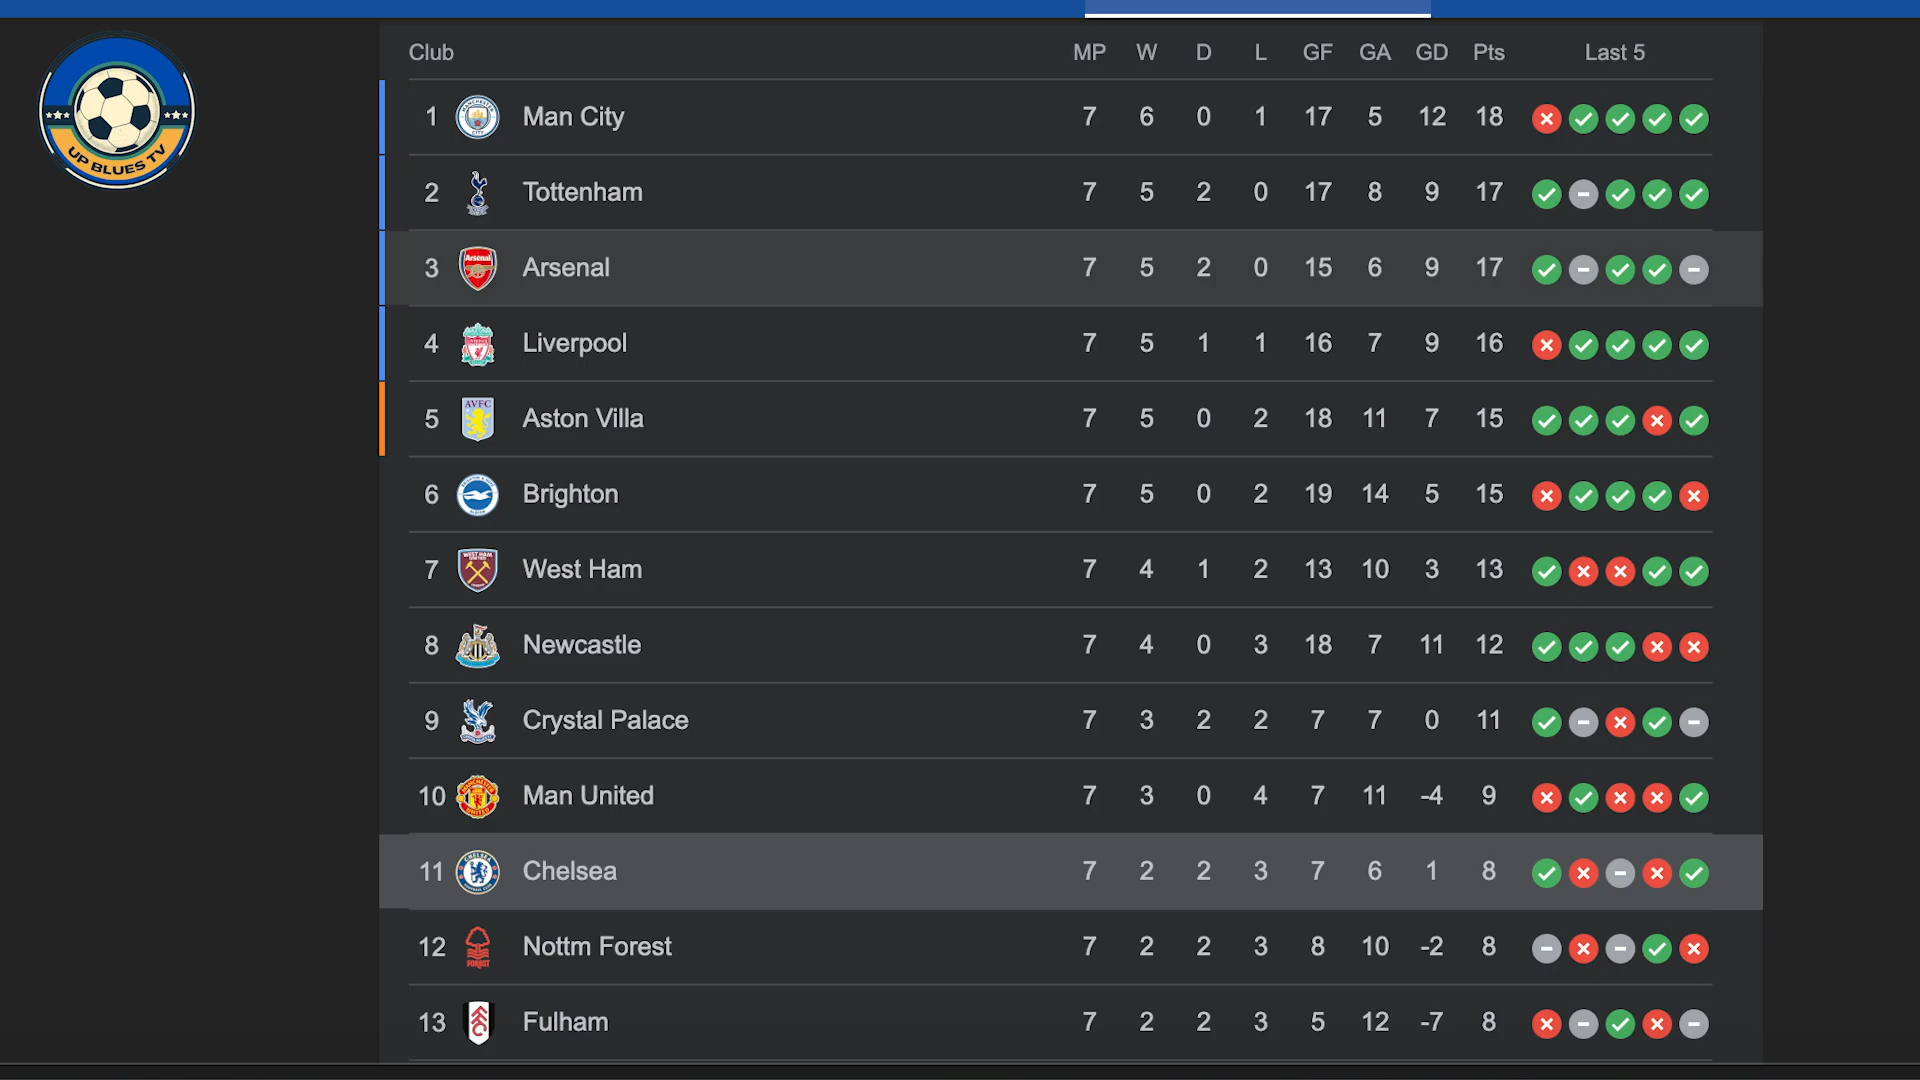 UP BLUES TV
Club MP W D L GF GA GD Pts Last 5
1 Man City 7 6 0 1 17 5 12 18
2 Tottenham 7 5 2 0 17 8 9 17
3 Arsenal 7 5 2 0 15 6 9 17
4 Liverpool 7 5 1 1 16 7 9 16
5 AVFC Aston Villa 7 5 0 2 18 11 7 15
6 Brighton 7 5 0 2 19 14 5 15
7 West Ham 7 4 1 2 13 10 3 13
8 Newcastle 7 4 0 3 18 7 11 12
9 Crystal Palace 7 3 2 2 7 7 0 11
10 Man United 7 3 0 4 7 11 -4 9
11 Chelsea 7 2 2 3 7 6 1 8
12 Nottm Forest 7 2 2 3 8 10 -2 8
13 Fulham 7 2 2 3 5 12 -7 8